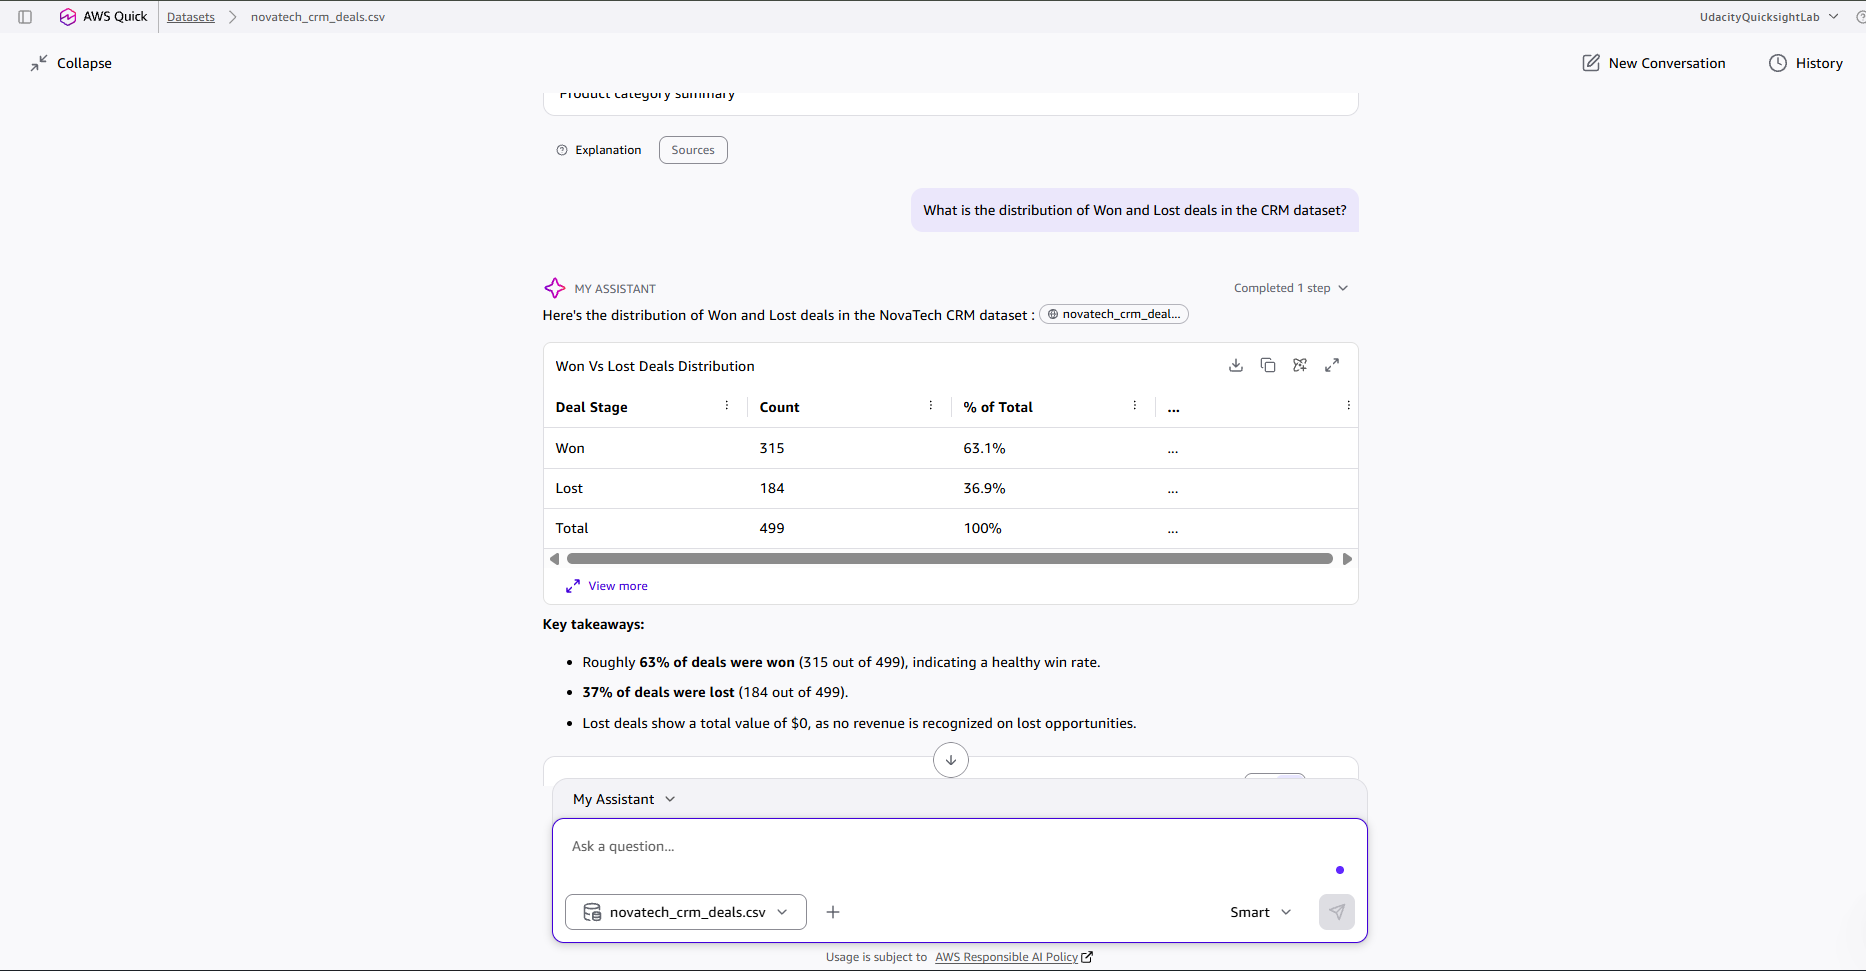 AWS Quick
Datasets
novatech_crm_deals.csv
UdacityQuicksightLab
Collapse
New Conversation
History
Product category summary
Explanation
Sources
What is the distribution of Won and Lost deals in the CRM dataset?
MY ASSISTANT
Completed 1 step
Here's the distribution of Won and Lost deals in the NovaTech CRM dataset : novatech_crm_deal...
Won Vs Lost Deals Distribution
Deal Stage Count % of Total ...
Won 315 63.1% ...
Lost 184 36.9% ...
Total 499 100% ...
View more
Key takeaways:
• Roughly 63% of deals were won (315 out of 499), indicating a healthy win rate.
• 37% of deals were lost (184 out of 499).
• Lost deals show a total value of $0, as no revenue is recognized on lost opportunities.
My Assistant
Ask a question...
novatech_crm_deals.csv
Smart
Usage is subject to AWS Responsible AI Policy